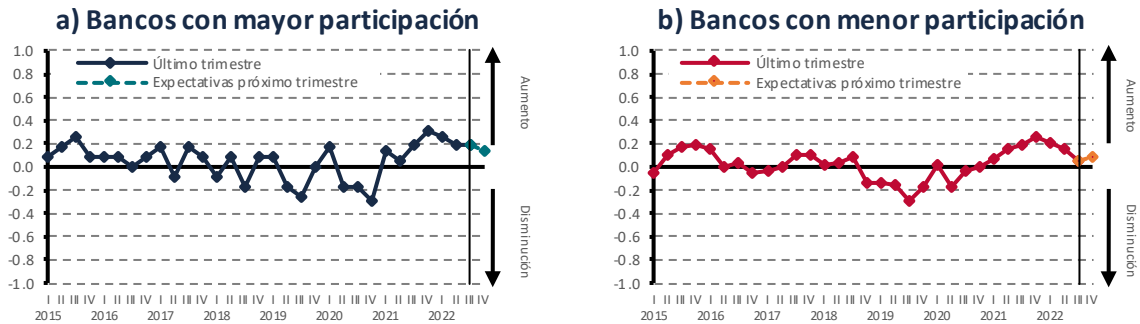 a) Bancos con mayor participación
1.0
0.8
0.6
0.4
0.2
0.0
-0.2
-0.4
-0.6
-0.8
-1.0
Último trimestre
Expectativas próximo trimestre
Aumento
Disminución
I II III IV I II III IV I II III IV I II III IV I II III IV I II III IV I II III IV I II III IV
2015 2016 2017 2018 2019 2020 2021 2022
b) Bancos con menor participación
1.0
0.8
0.6
0.4
0.2
0.0
-0.2
-0.4
-0.6
-0.8
-1.0
Último trimestre
Expectativas próximo trimestre
Aumento
Disminución
I II III IV I II III IV I II III IV I II III IV I II III IV I II III IV I II III IV I II III IV
2015 2016 2017 2018 2019 2020 2021 2022